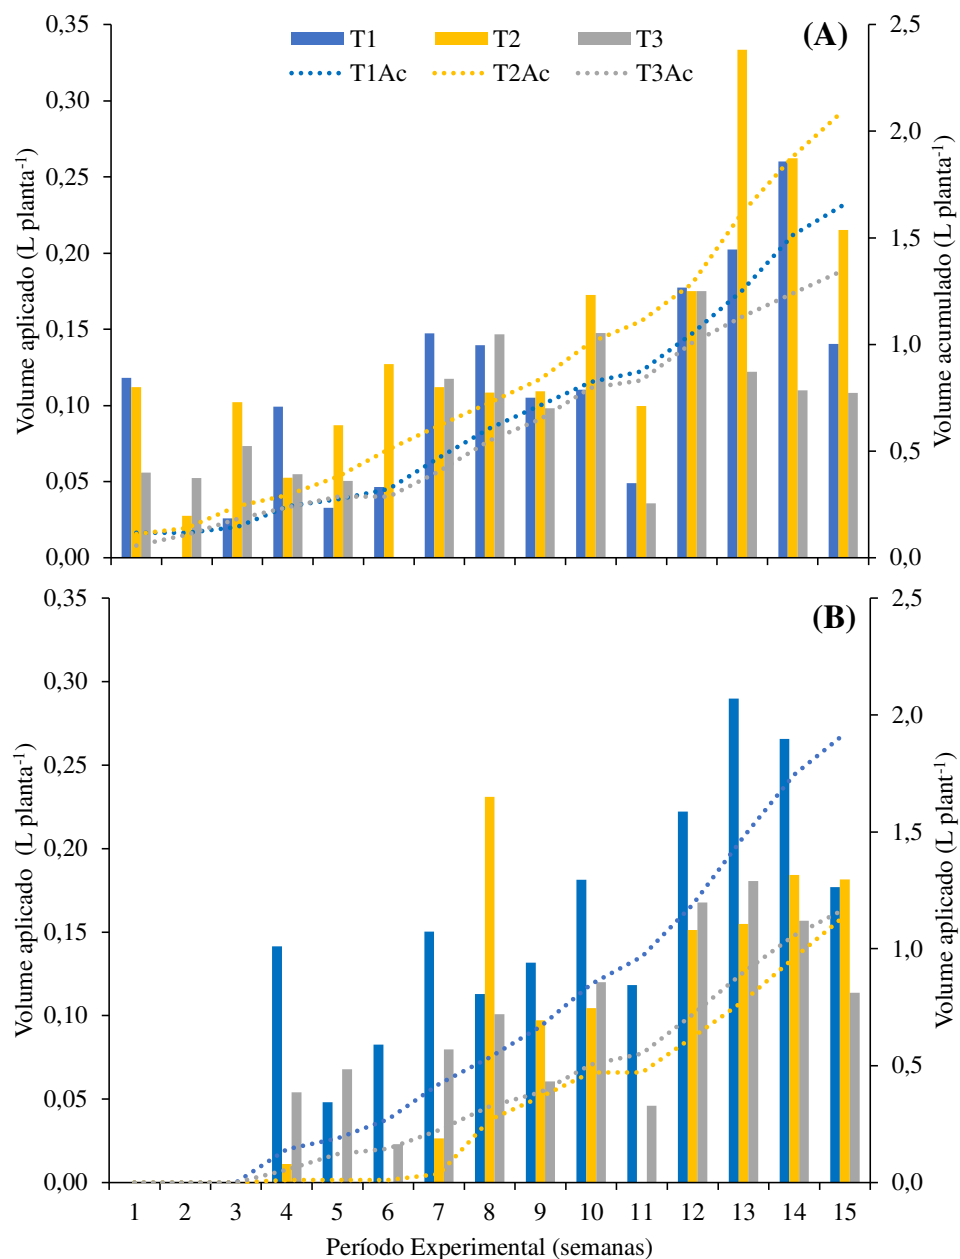 (A)
T1 T2 T3
T1Ac T2Ac T3Ac
Volume aplicado (L planta-1)
0,35
0,30
0,25
0,20
0,15
0,10
0,05
0,00
2,5
2,0
1,5
1,0
0,5
0,0
Volume acumulado (L planta-1)
(B)
Volume aplicado (L planta-1)
0,35
0,30
0,25
0,20
0,15
0,10
0,05
0,00
2,5
2,0
1,5
1,0
0,5
0,0
Volume aplicado (L plant-1)
1 2 3 4 5 6 7 8 9 10 11 12 13 14 15
Período Experimental (semanas)